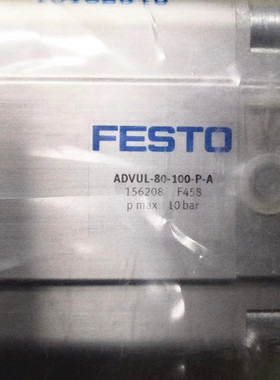 FESTO
ADVUL-80-100-P-A
156208 F458
p max 10 bar